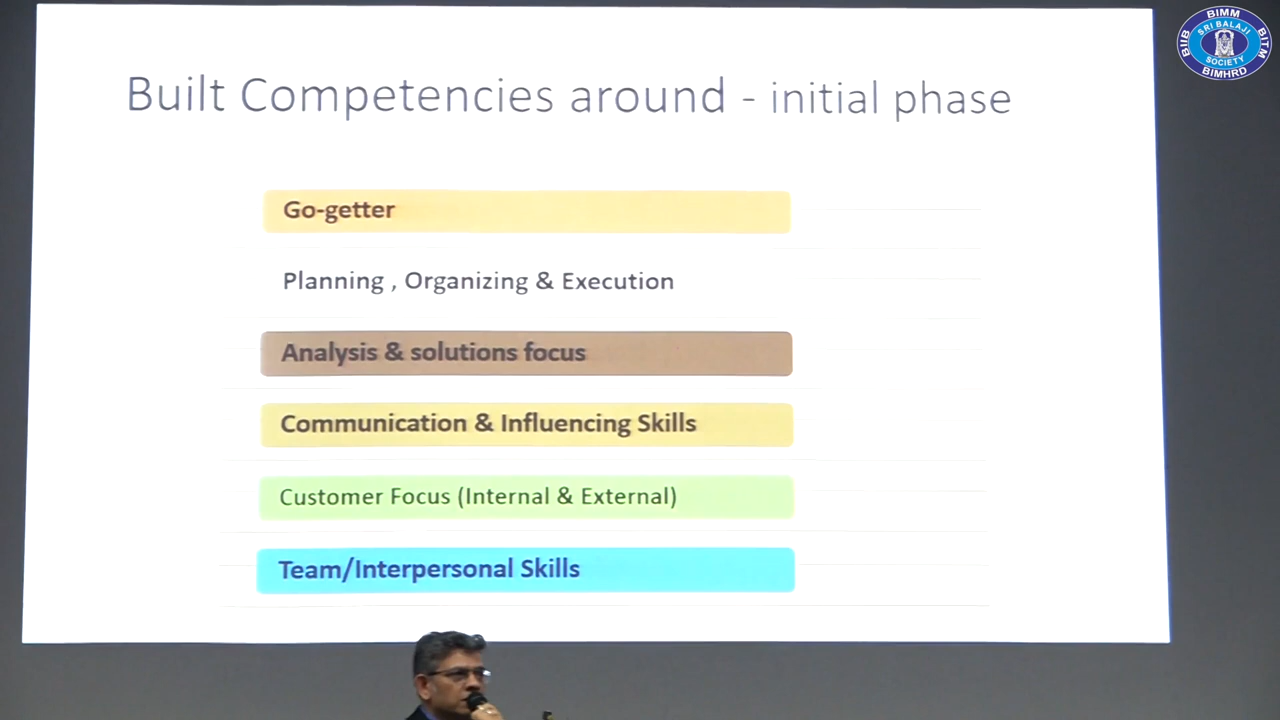 Built Competencies around - initial phase
Go-getter
Planning , Organizing & Execution
Analysis & solutions focus
Communication & Influencing Skills
Customer Focus (Internal & External)
Team/Interpersonal Skills
BIMM
BIIB
SRI BALAJI
SOCIETY
BITM
BIMHRD